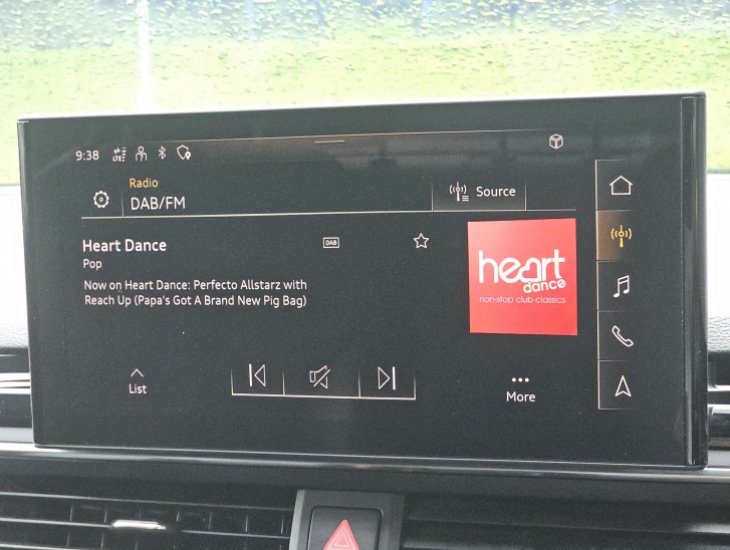 9:38 LTE
Radio
DAB/FM
Source
Heart Dance
DAB
Pop
Now on Heart Dance: Perfecto Allstarz with
Reach Up (Papa's Got A Brand New Pig Bag)
heart
dance
non-stop club classics
List
More